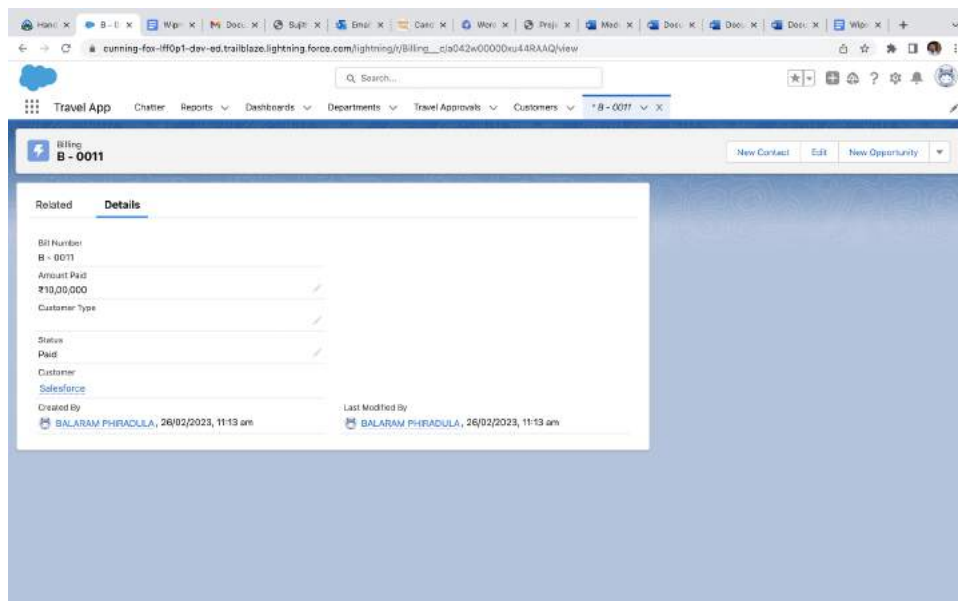 Hand
B - 0
Wipr
Docu
Sujit
Emai
Canc
Work
Proje
Docu
Docu
Docu
Wipr
cunning-fox-lff0p1-dev-ed.trailblaze.lightning.force.com/lightning/r/Billing__c/a042w00000xu44RAAQ/view
Search...
Travel App
Chatter
Reports
Dashboards
Departments
Travel Approvals
Customers
* B - 0011
Billing
B - 0011
New Contact
Edit
New Opportunity
Related
Details
Bill Number
B - 0011
Amount Paid
₹10,00,000
Customer Type
Status
Paid
Customer
Salesforce
Created By
Last Modified By
BALARAM PHIRADULA, 26/02/2023, 11:13 am
BALARAM PHIRADULA, 26/02/2023, 11:13 am